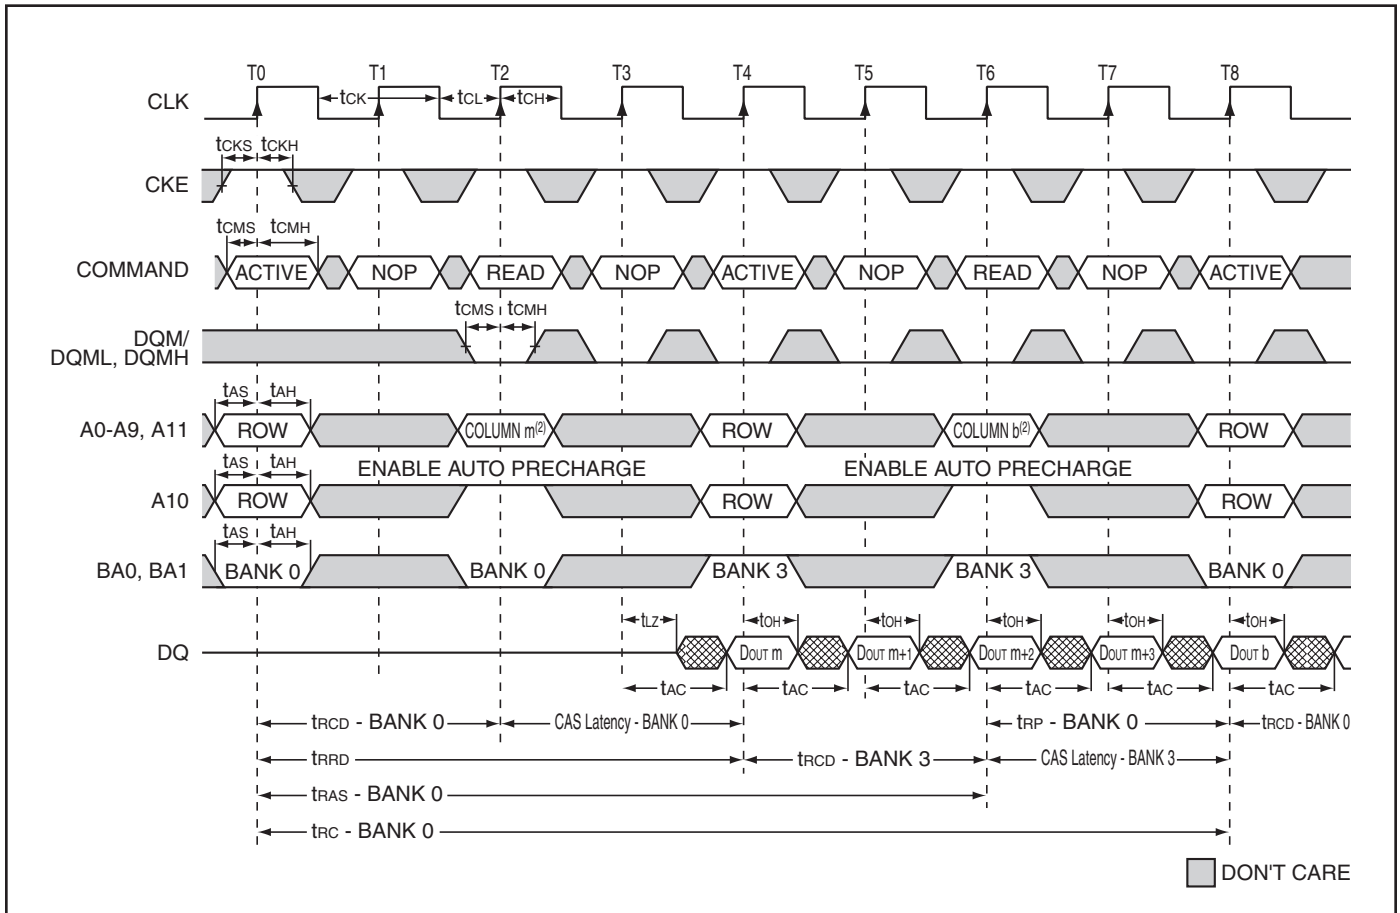 T0 T1 T2 T3 T4 T5 T6 T7 T8
CLK tCK tCL tCH
tCKS tCKH
CKE
tCMS tCMH
COMMAND ACTIVE NOP READ NOP ACTIVE NOP READ NOP ACTIVE
tCMS tCMH
DQM/
DQML, DQMH
tAS tAH
A0-A9, A11 ROW COLUMN m(2) ROW COLUMN b(2) ROW
tAS tAH ENABLE AUTO PRECHARGE ENABLE AUTO PRECHARGE
A10 ROW ROW ROW
tAS tAH
BA0, BA1 BANK 0 BANK 0 BANK 3 BANK 3 BANK 0
tLZ tOH tOH tOH tOH tOH
DQ DOUT m DOUT m+1 DOUT m+2 DOUT m+3 DOUT b
tAC tAC tAC tAC tAC tAC
tRCD - BANK 0 CAS Latency - BANK 0 tRP - BANK 0 tRCD - BANK 0
tRRD tRCD - BANK 3 CAS Latency - BANK 3
tRAS - BANK 0
tRC - BANK 0
DON'T CARE